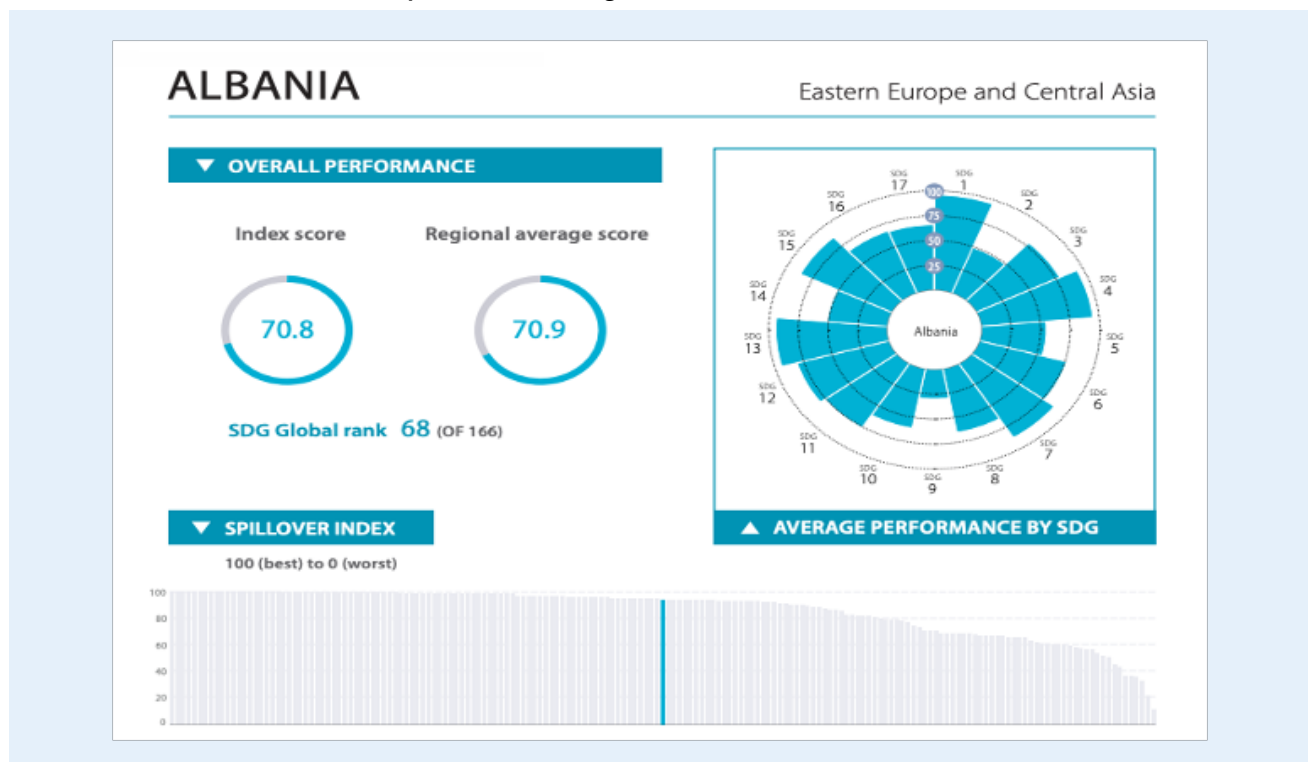 ALBANIA
Eastern Europe and Central Asia
▼ OVERALL PERFORMANCE
Index score
Regional average score
70.8
70.9
SDG Global rank 68 (OF 166)
SDG 1
SDG 2
SDG 3
SDG 4
SDG 5
SDG 6
SDG 7
SDG 8
SDG 9
SDG 10
SDG 11
SDG 12
SDG 13
SDG 14
SDG 15
SDG 16
SDG 17
100
75
50
25
Albania
▲ AVERAGE PERFORMANCE BY SDG
▼ SPILLOVER INDEX
100 (best) to 0 (worst)
100
80
60
40
20
0